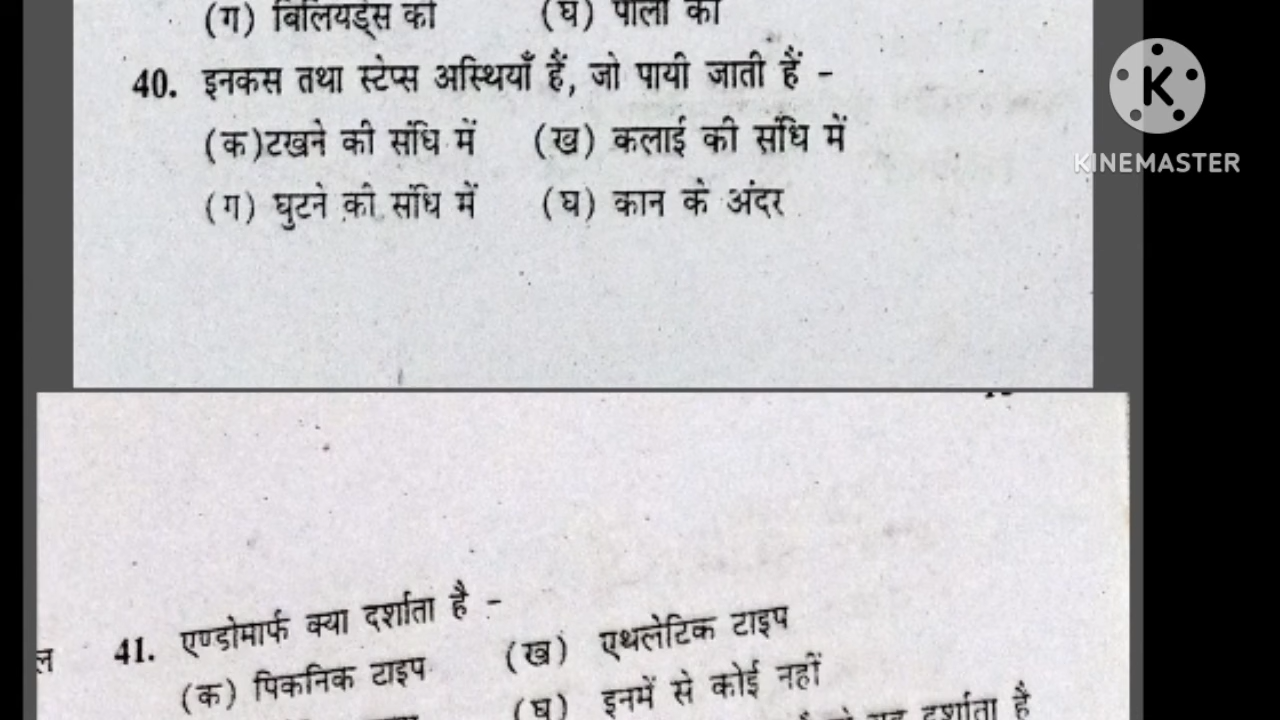 (ग) बिलियर्ड्स की (घ) पोलो की
40. इनकस तथा स्टेप्स अस्थियाँ हैं, जो पायी जाती हैं -
(क)टखने की संधि में (ख) कलाई की संधि में
(ग) घुटने की संधि में (घ) कान के अंदर
KINEMASTER
41. एण्डोमार्फ क्या दर्शाता है -
(क) पिकनिक टाइप (ख) एथलेटिक टाइप
(घ) इनमें से कोई नहीं
दर्शाता है